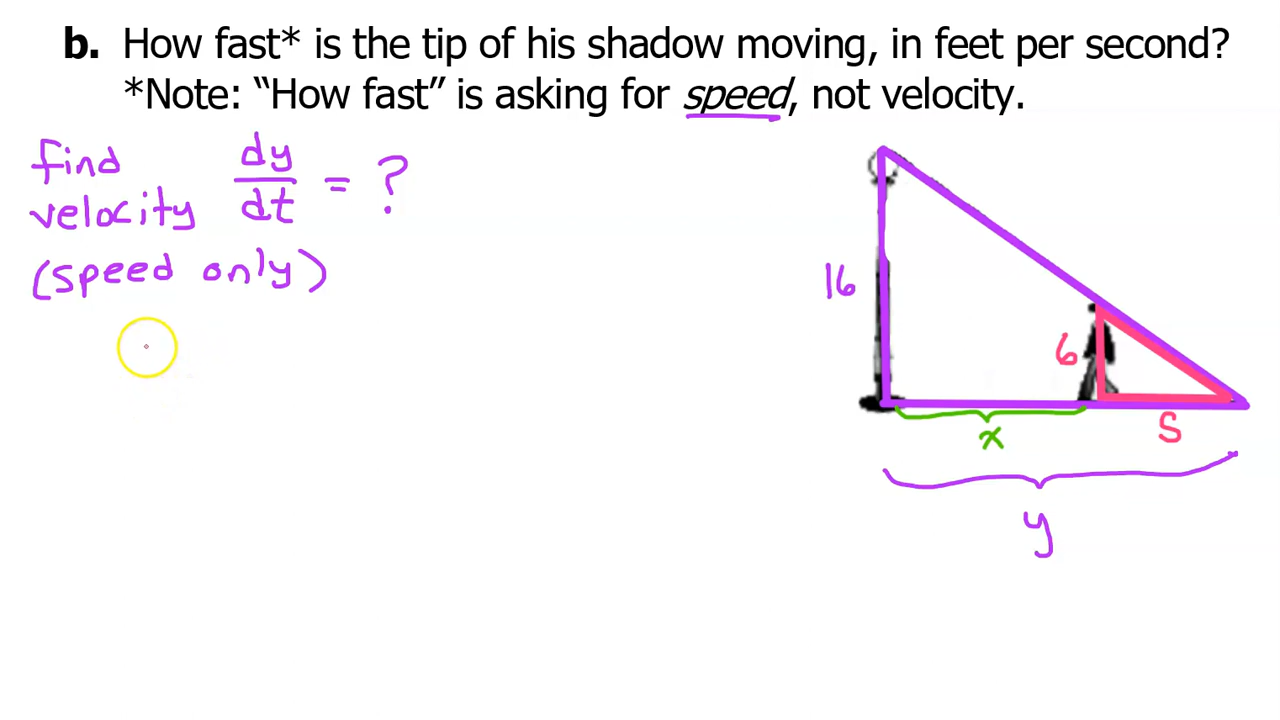 b. How fast* is the tip of his shadow moving, in feet per second?
*Note: “How fast” is asking for speed, not velocity.
find velocity dy/dt = ?
(speed only)
16
6
x
S
y